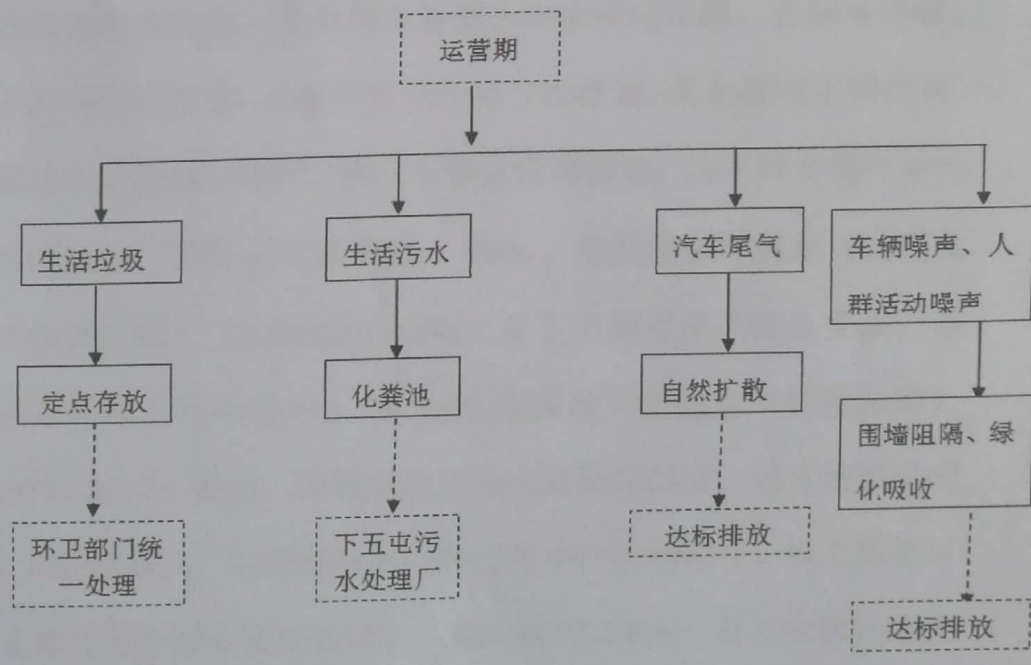 运营期
生活垃圾
生活污水
汽车尾气
车辆噪声、人
群活动噪声
定点存放
化粪池
自然扩散
围墙阻隔、绿
化吸收
环卫部门统
一处理
下五屯污
水处理厂
达标排放
达标排放